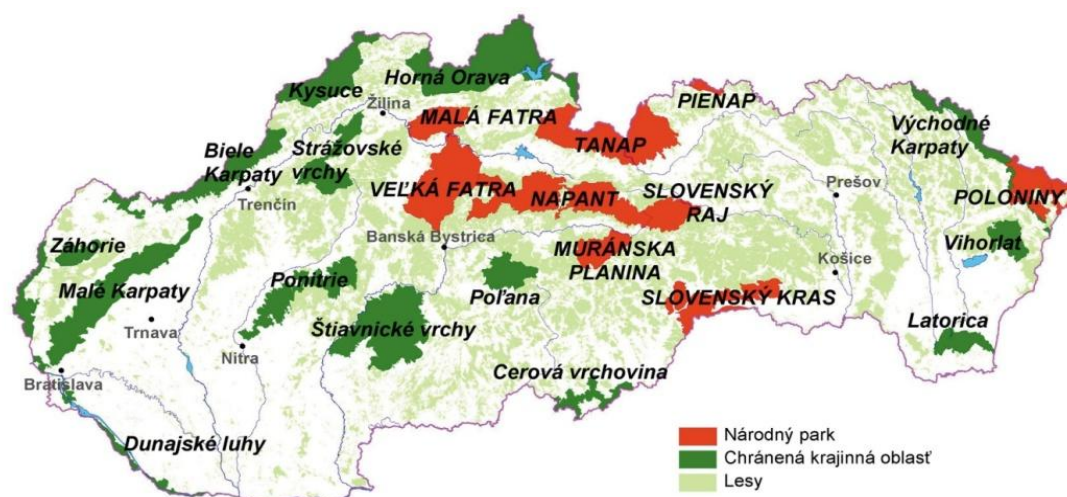 Kysuce
Horná Orava
Žilina
MALÁ FATRA
PIENAP
TANAP
Východné
Karpaty
Biele
Karpaty
Strážovské
vrchy
Trenčín
VEĽKÁ FATRA
NAPANT
SLOVENSKÝ
RAJ
Prešov
POLONINY
Záhorie
Banská Bystrica
MURÁNSKA
PLANINA
Vihorlat
Košice
Malé Karpaty
Ponitrie
Poľana
SLOVENSKÝ KRAS
Trnava
Štiavnické vrchy
Latorica
Nitra
Bratislava
Cerová vrchovina
Dunajské luhy
Národný park
Chránená krajinná oblasť
Lesy